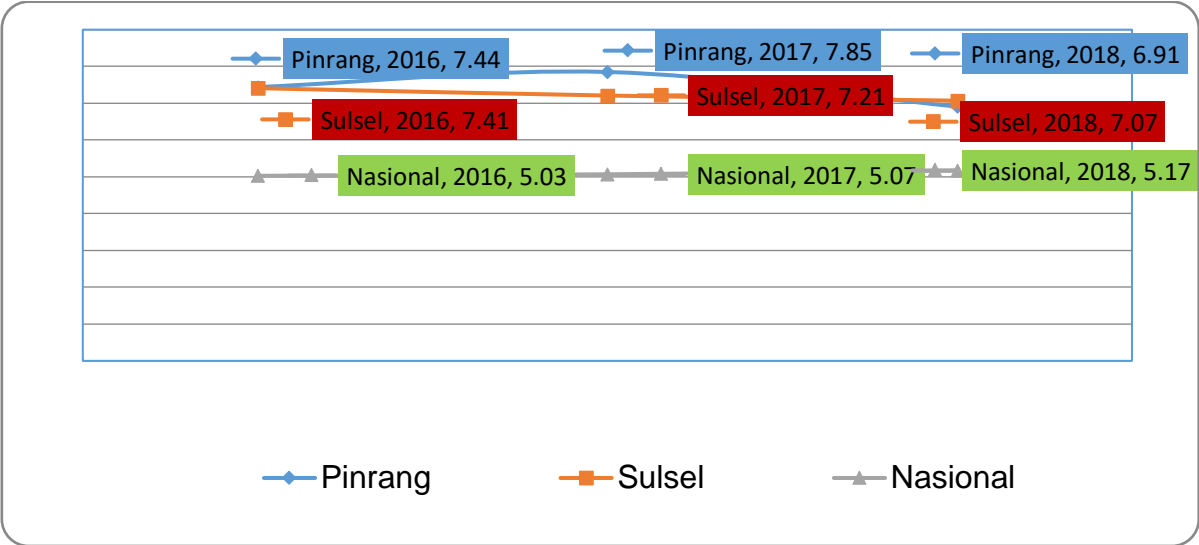 Pinrang, 2016, 7.44
Pinrang, 2017, 7.85
Pinrang, 2018, 6.91
Sulsel, 2016, 7.41
Sulsel, 2017, 7.21
Sulsel, 2018, 7.07
Nasional, 2016, 5.03
Nasional, 2017, 5.07
Nasional, 2018, 5.17
Pinrang
Sulsel
Nasional